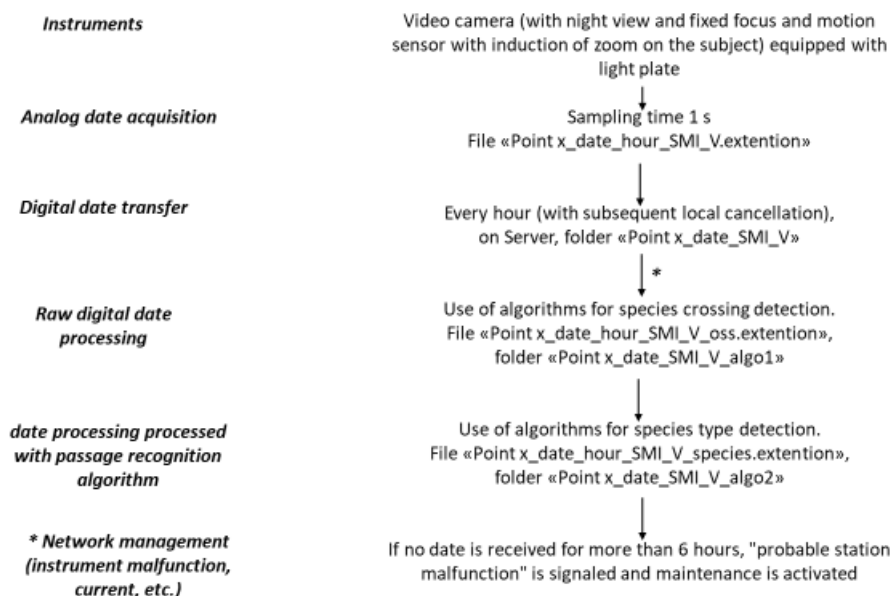 Instruments
Video camera (with night view and fixed focus and motion
sensor with induction of zoom on the subject) equipped with
light plate
Analog date acquisition
Sampling time 1 s
File «Point x_date_hour_SMI_V.extention»
Digital date transfer
Every hour (with subsequent local cancellation),
on Server, folder «Point x_date_SMI_V»
*
Raw digital date
processing
Use of algorithms for species crossing detection.
File «Point x_date_hour_SMI_V_oss.extention»,
folder «Point x_date_SMI_V_algo1»
date processing processed
with passage recognition
algorithm
Use of algorithms for species type detection.
File «Point x_date_hour_SMI_V_species.extention»,
folder «Point x_date_SMI_V_algo2»
* Network management
(instrument malfunction,
current, etc.)
If no date is received for more than 6 hours, "probable station
malfunction" is signaled and maintenance is activated